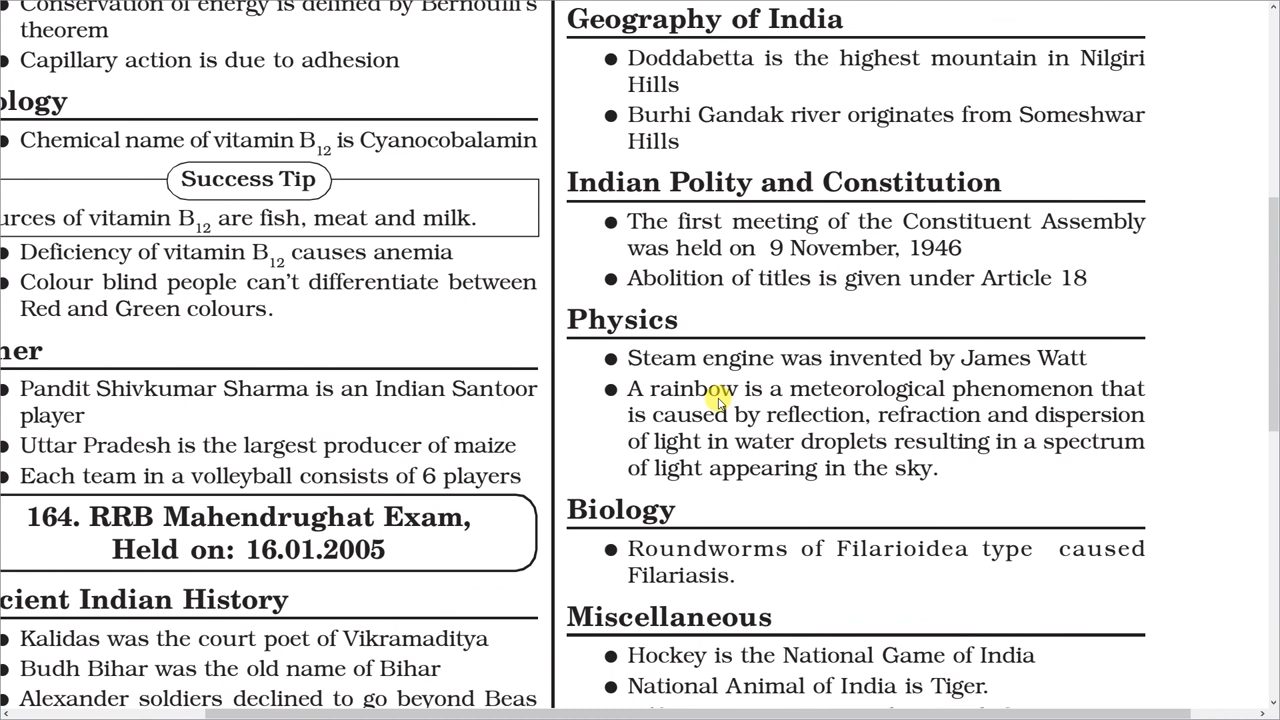 Conservation of energy is defined by Bernoulli's
theorem
● Capillary action is due to adhesion
ology
● Chemical name of vitamin B12 is Cyanocobalamin
Success Tip
urces of vitamin B12 are fish, meat and milk.
● Deficiency of vitamin B12 causes anemia
● Colour blind people can't differentiate between
Red and Green colours.
her
● Pandit Shivkumar Sharma is an Indian Santoor
player
● Uttar Pradesh is the largest producer of maize
● Each team in a volleyball consists of 6 players
164. RRB Mahendrughat Exam,
Held on: 16.01.2005
cient Indian History
● Kalidas was the court poet of Vikramaditya
● Budh Bihar was the old name of Bihar
● Alexander soldiers declined to go beyond Beas
Geography of India
● Doddabetta is the highest mountain in Nilgiri
Hills
● Burhi Gandak river originates from Someshwar
Hills
Indian Polity and Constitution
● The first meeting of the Constituent Assembly
was held on 9 November, 1946
● Abolition of titles is given under Article 18
Physics
● Steam engine was invented by James Watt
● A rainbow is a meteorological phenomenon that
is caused by reflection, refraction and dispersion
of light in water droplets resulting in a spectrum
of light appearing in the sky.
Biology
● Roundworms of Filarioidea type caused
Filariasis.
Miscellaneous
● Hockey is the National Game of India
● National Animal of India is Tiger.